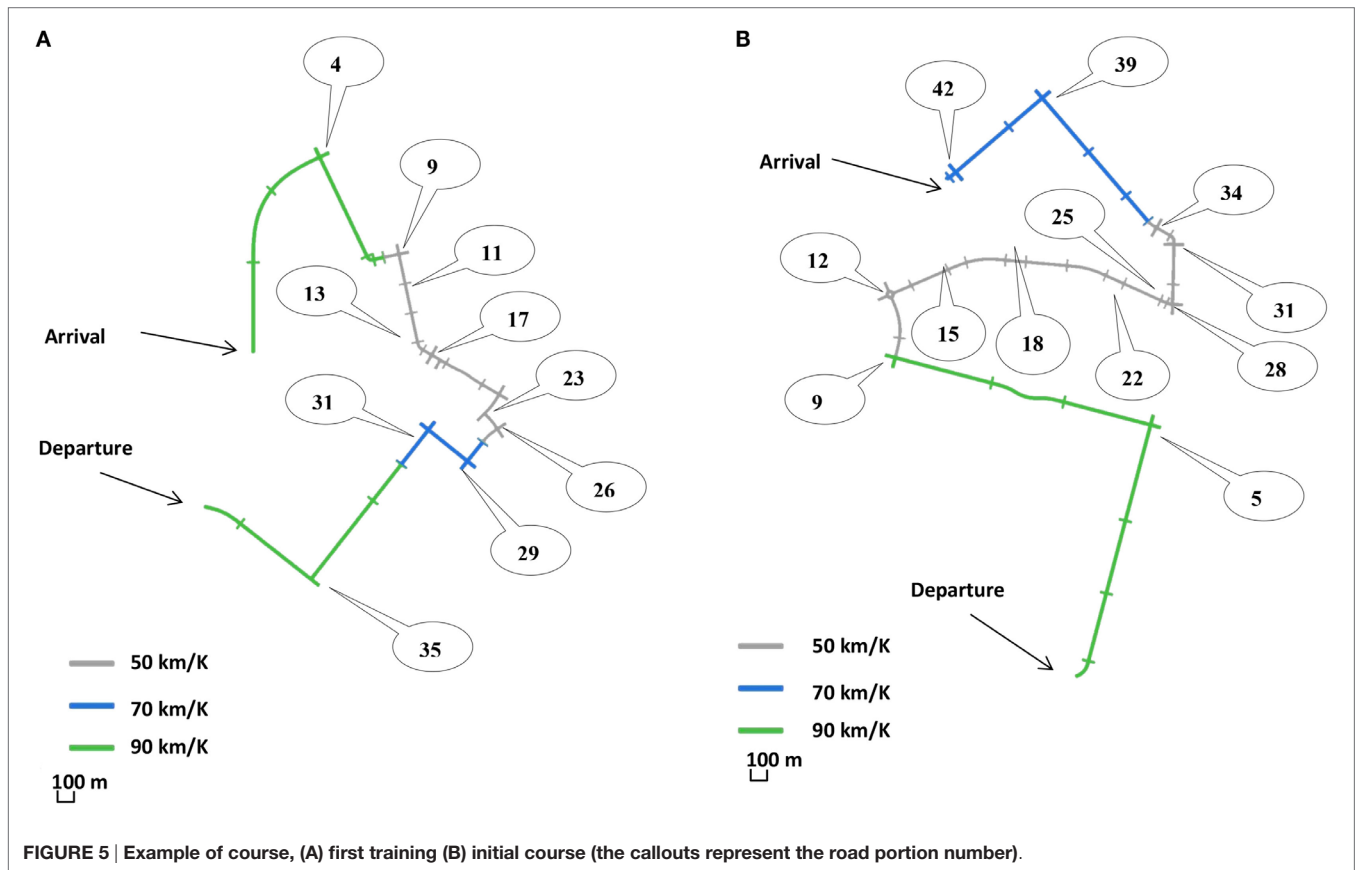 A
4
9
11
13
17
Arrival
23
31
Departure
26
29
35
50 km/K
70 km/K
90 km/K
100 m
B
39
42
Arrival
34
25
12
31
15
18
28
22
9
5
Departure
50 km/K
70 km/K
90 km/K
100 m
FIGURE 5 | Example of course, (A) first training (B) initial course (the callouts represent the road portion number).